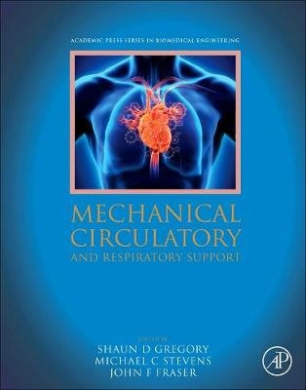 ACADEMIC PRESS SERIES IN BIOMEDICAL ENGINEERING
MECHANICAL
CIRCULATORY
AND RESPIRATORY SUPPORT
EDITED BY
SHAUN D GREGORY
MICHAEL C STEVENS
JOHN F FRASER
AP